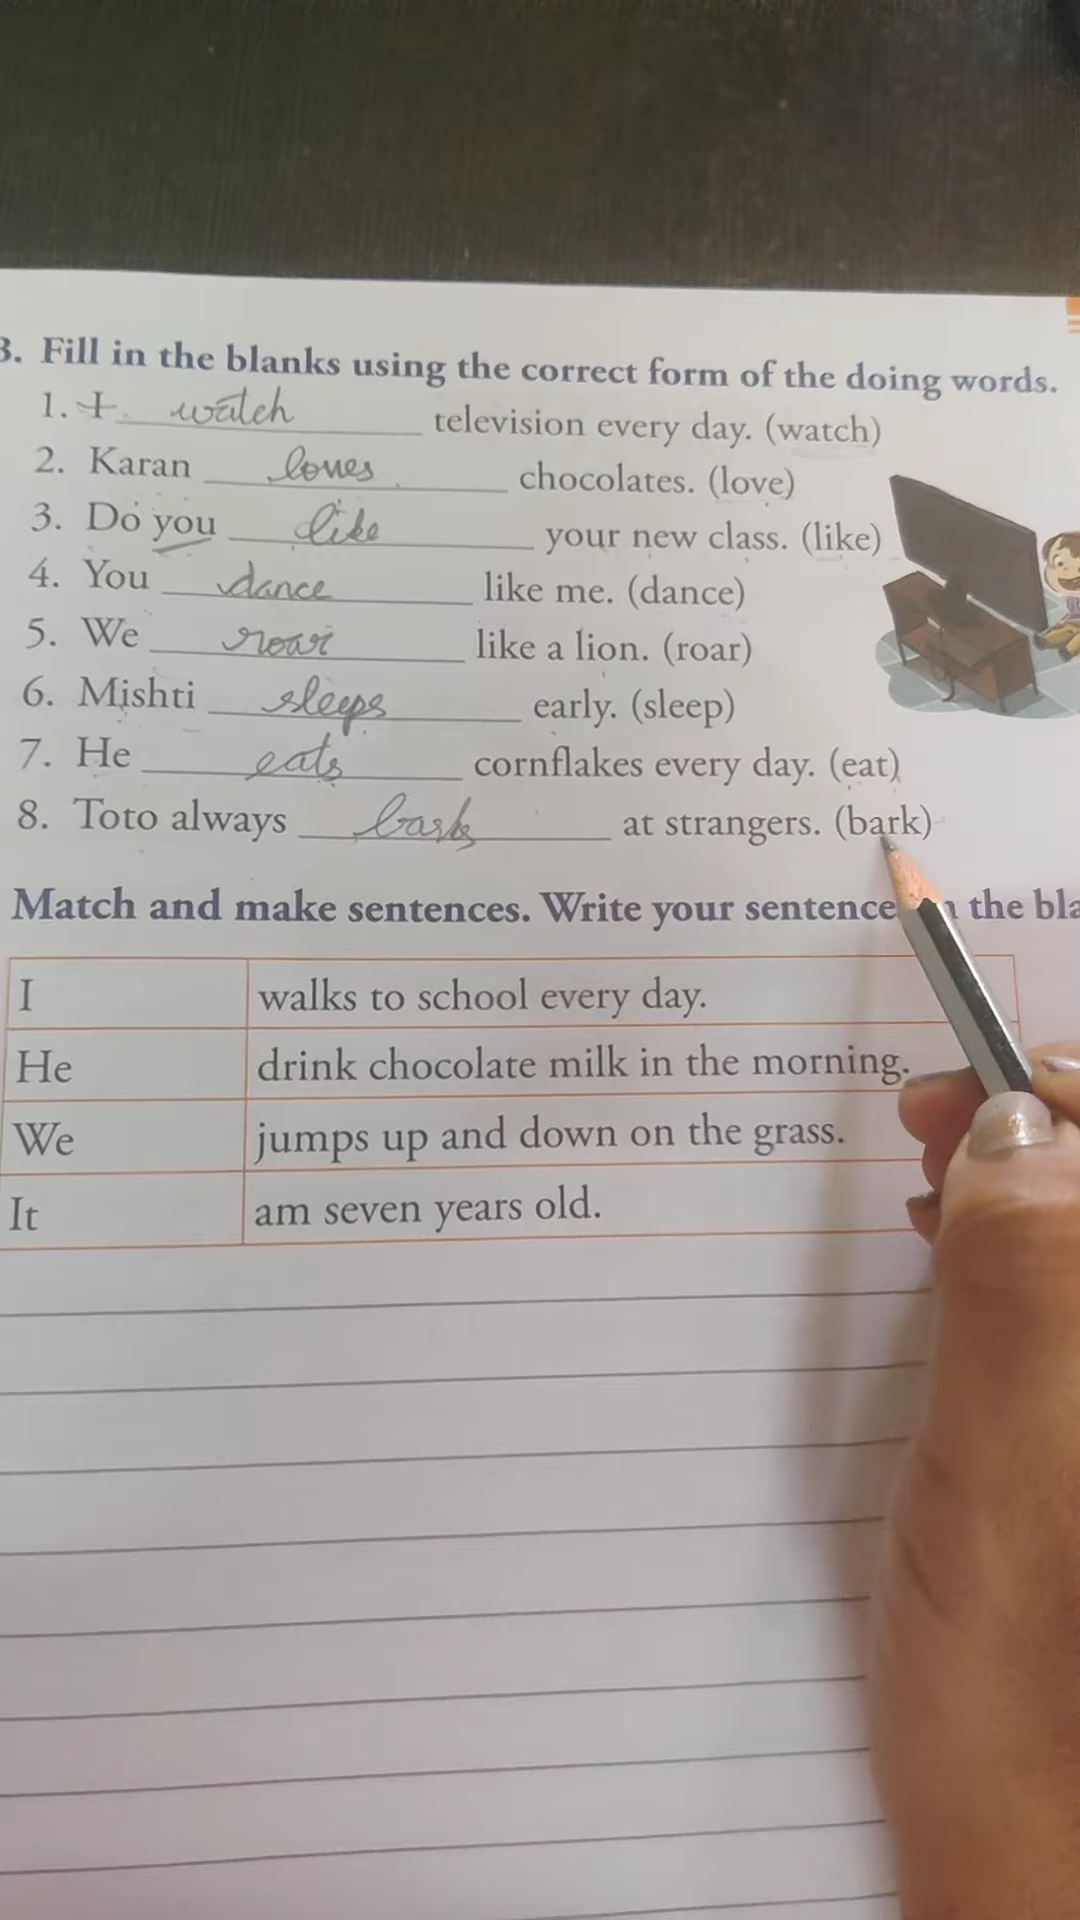 3. Fill in the blanks using the correct form of the doing words.
1. I watch television every day. (watch)
2. Karan loves chocolates. (love)
3. Do you like your new class. (like)
4. You dance like me. (dance)
5. We roar like a lion. (roar)
6. Mishti sleeps early. (sleep)
7. He eats cornflakes every day. (eat)
8. Toto always barks at strangers. (bark)
Match and make sentences. Write your sentence the bla
I walks to school every day.
He drink chocolate milk in the morning.
We jumps up and down on the grass.
It am seven years old.